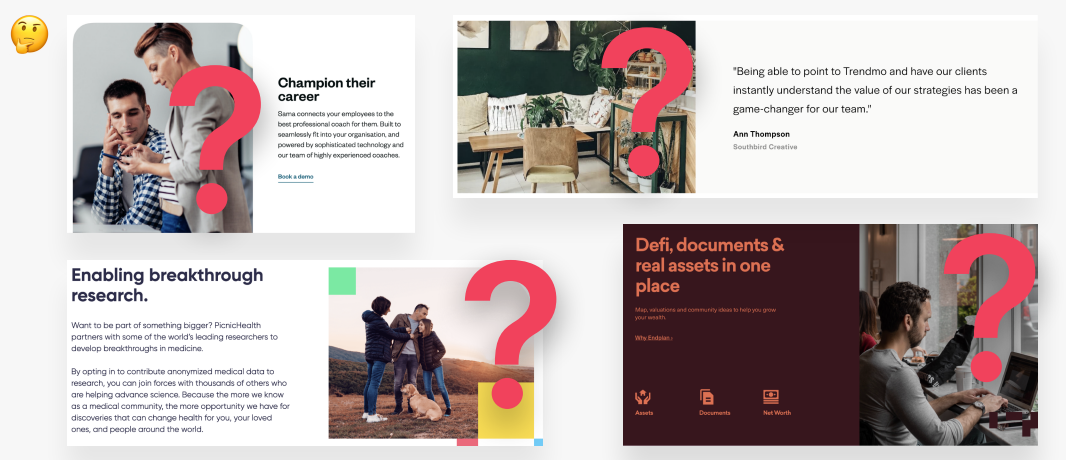 Champion their
career
Sama connects your employees to the
best professional coach for them. Built to
seamlessly fit into your organisation, and
powered by sophisticated technology and
our team of highly experienced coaches.
Book a demo
"Being able to point to Trendmo and have our clients
instantly understand the value of our strategies has been a
game-changer for our team."
Ann Thompson
Southbird Creative
Enabling breakthrough
research.
Want to be part of something bigger? PicnicHealth
partners with some of the world's leading researchers to
develop breakthroughs in medicine.
By opting in to contribute anonymized medical data to
research, you can join forces with thousands of others who
are helping advance science. Because the more we know
as a medical community, the more opportunity we have for
discoveries that can change health for you, your loved
ones, and people around the world.
Defi, documents &
real assets in one
place
Map, valuations and community ideas to help you grow
your wealth.
Why Endolan ›
Assets
Documents
Net Worth
?
?
?
?